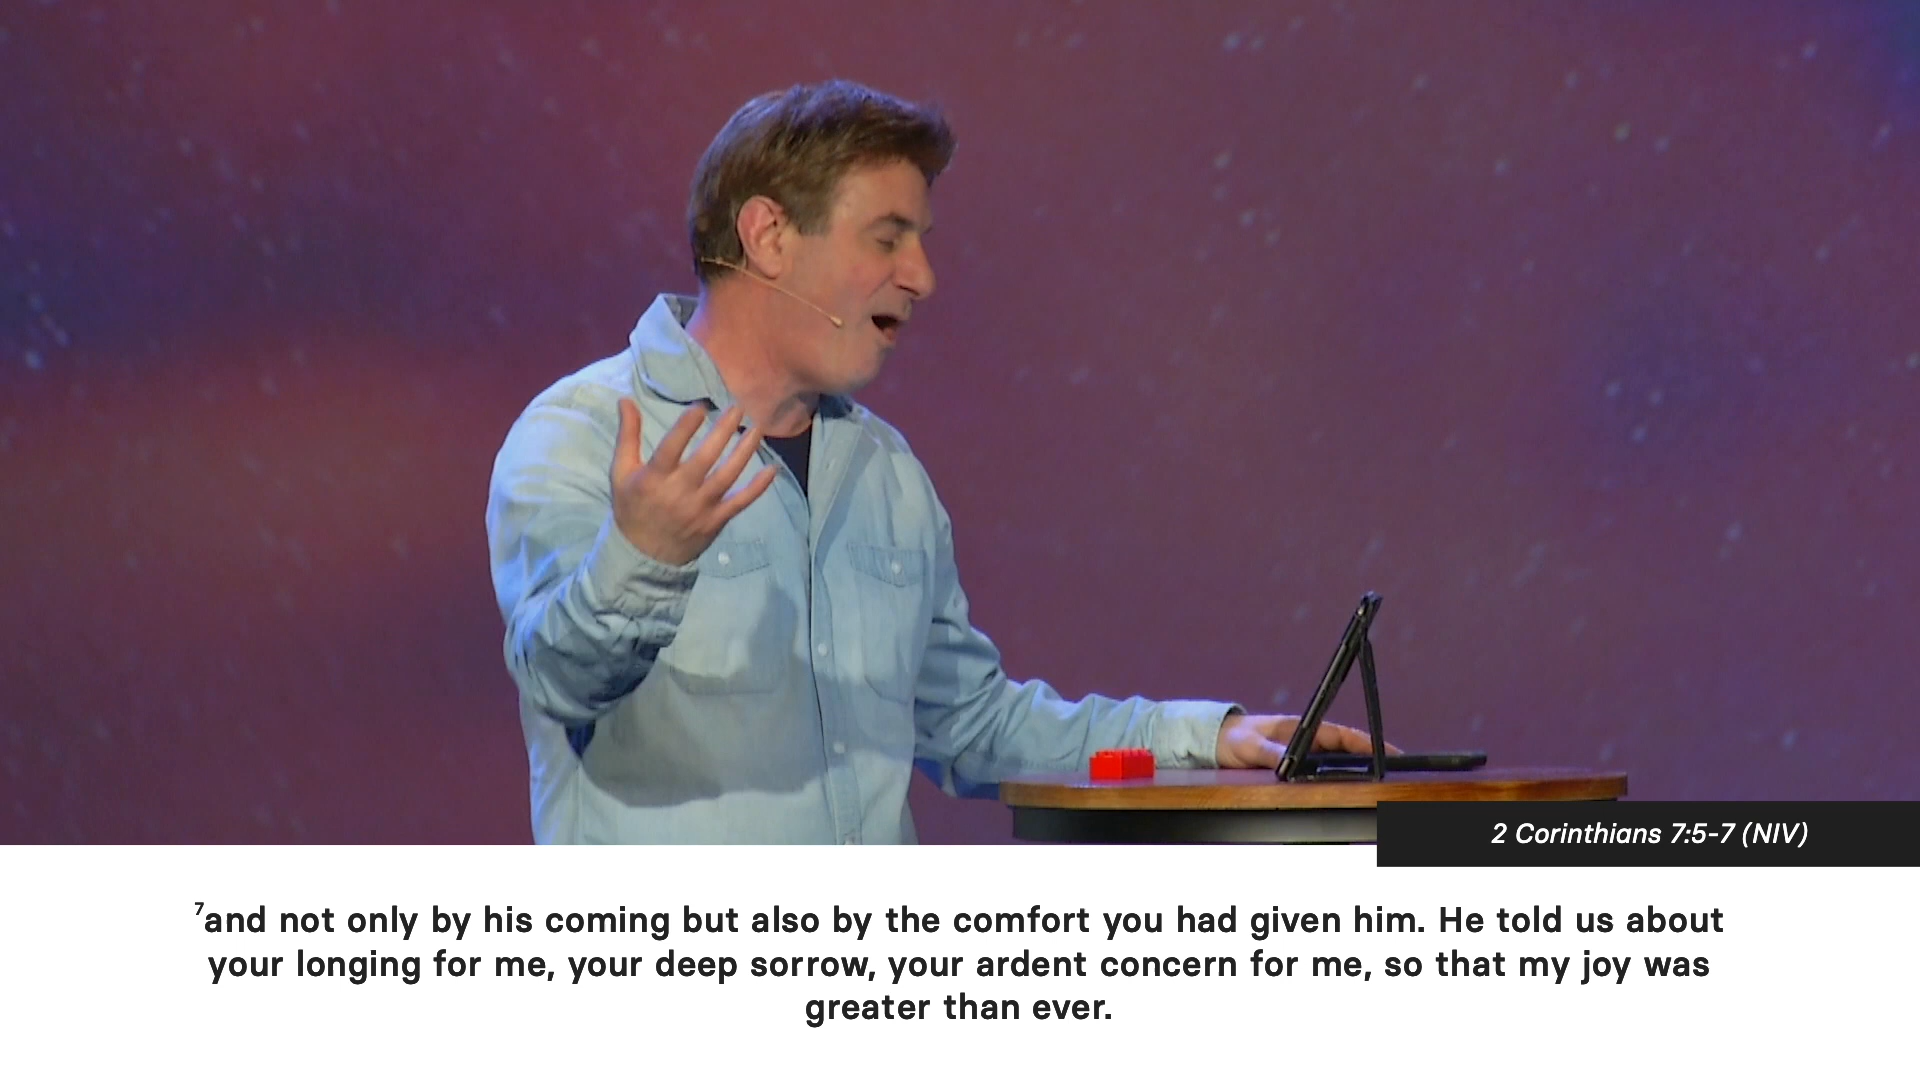 2 Corinthians 7:5-7 (NIV)
⁷and not only by his coming but also by the comfort you had given him. He told us about
your longing for me, your deep sorrow, your ardent concern for me, so that my joy was
greater than ever.